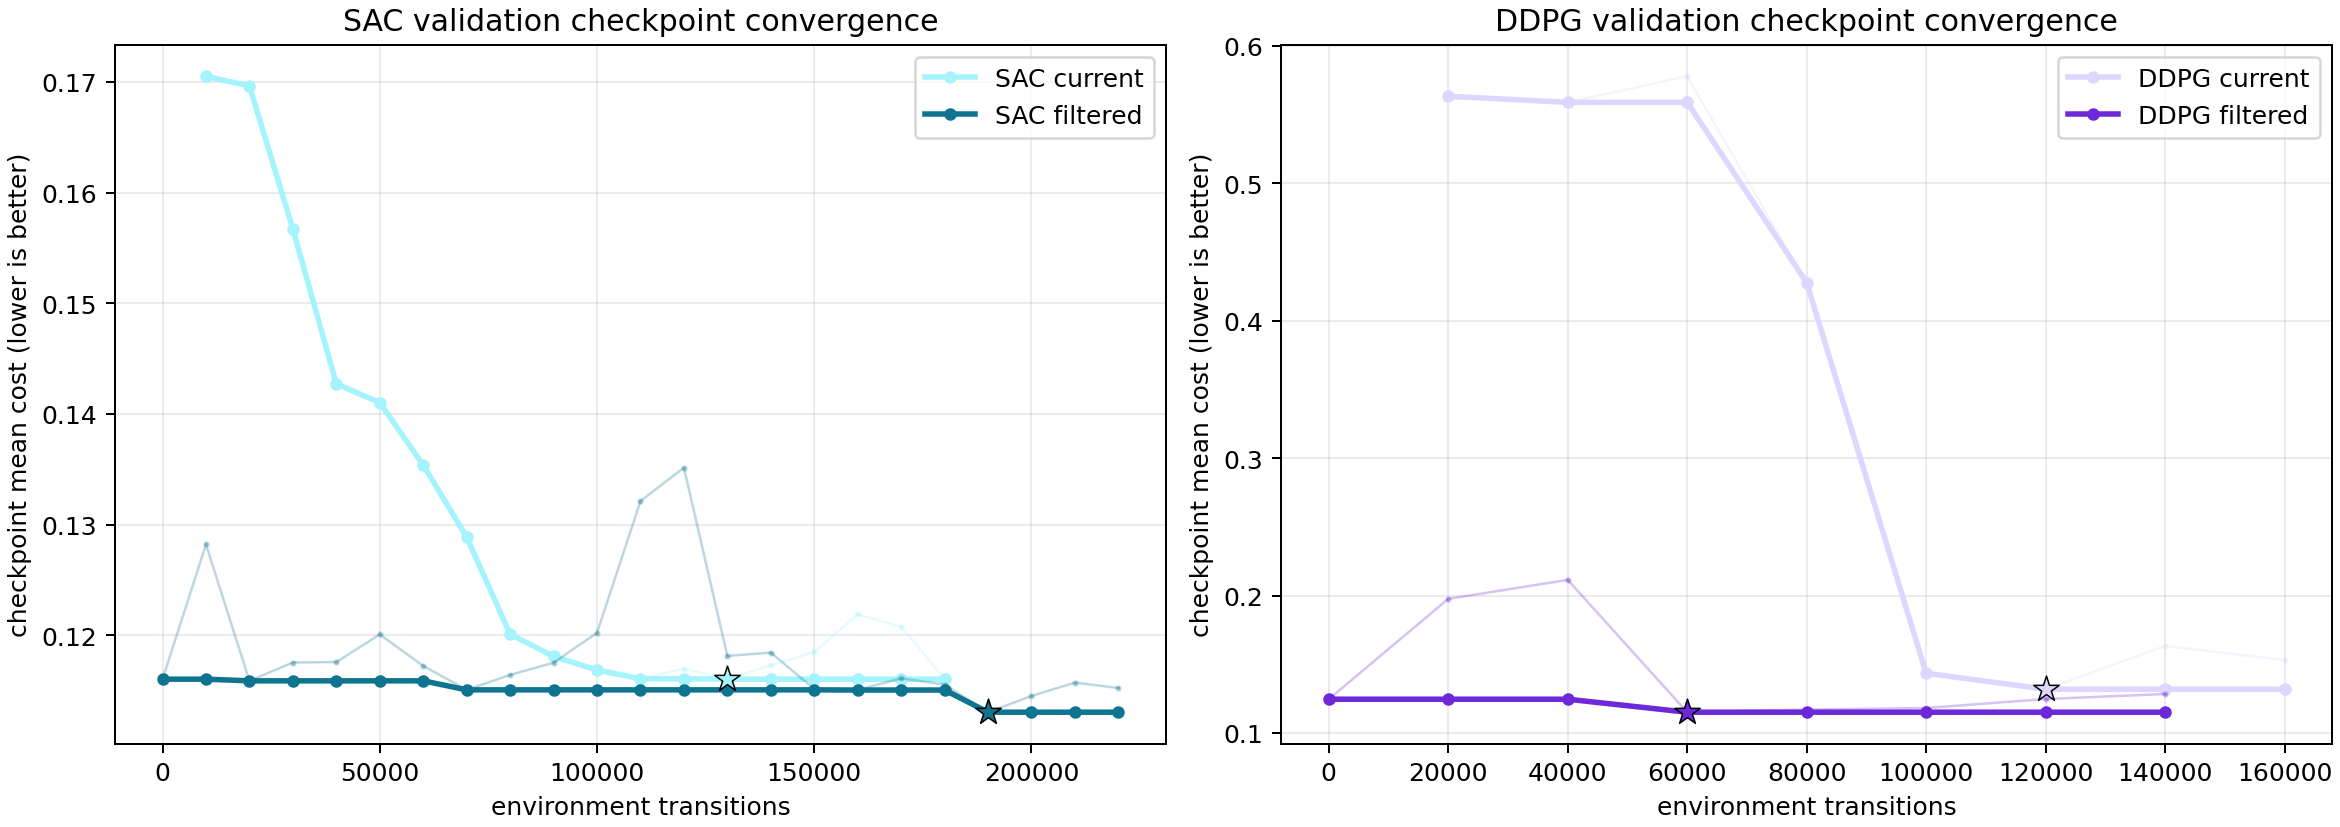 SAC validation checkpoint convergence
checkpoint mean cost (lower is better)
0.17
0.16
0.15
0.14
0.13
0.12
SAC current
SAC filtered
0
50000
100000
150000
200000
environment transitions
DDPG validation checkpoint convergence
checkpoint mean cost (lower is better)
0.6
0.5
0.4
0.3
0.2
0.1
DDPG current
DDPG filtered
0
20000
40000
60000
80000
100000
120000
140000
160000
environment transitions